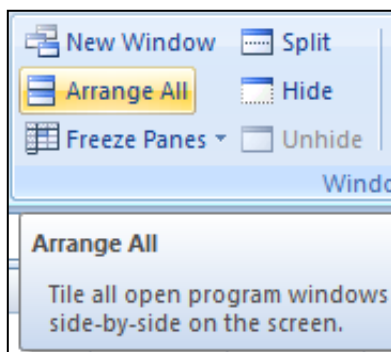 New Window Split
Arrange All Hide
Freeze Panes Unhide
Windo
Arrange All
Tile all open program windows
side-by-side on the screen.